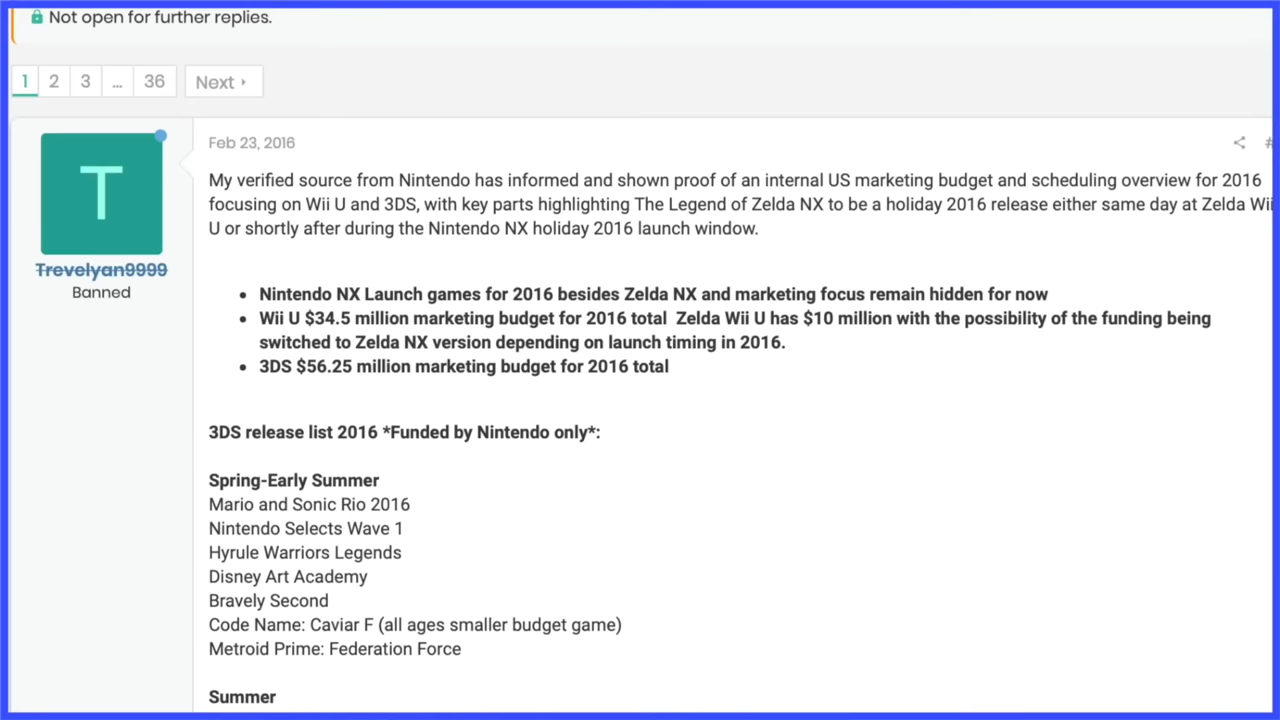 Not open for further replies.
1 2 3 ... 36 Next
T
Trevelyan9999
Banned
Feb 23, 2016
#
My verified source from Nintendo has informed and shown proof of an internal US marketing budget and scheduling overview for 2016
focusing on Wii U and 3DS, with key parts highlighting The Legend of Zelda NX to be a holiday 2016 release either same day at Zelda Wii
U or shortly after during the Nintendo NX holiday 2016 launch window.
• Nintendo NX Launch games for 2016 besides Zelda NX and marketing focus remain hidden for now
• Wii U $34.5 million marketing budget for 2016 total Zelda Wii U has $10 million with the possibility of the funding being
switched to Zelda NX version depending on launch timing in 2016.
• 3DS $56.25 million marketing budget for 2016 total
3DS release list 2016 *Funded by Nintendo only*:
Spring-Early Summer
Mario and Sonic Rio 2016
Nintendo Selects Wave 1
Hyrule Warriors Legends
Disney Art Academy
Bravely Second
Code Name: Caviar F (all ages smaller budget game)
Metroid Prime: Federation Force
Summer